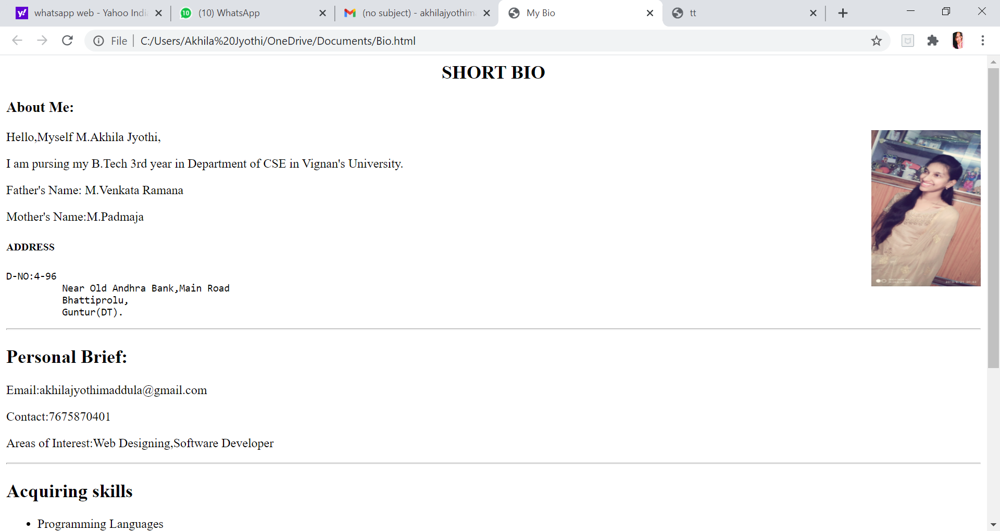 whatsapp web - Yahoo Indi
(10) WhatsApp
(no subject) - akhilajyothim
My Bio
tt
File
C:/Users/Akhila%20Jyothi/OneDrive/Documents/Bio.html
SHORT BIO
About Me:
Hello,Myself M.Akhila Jyothi,
I am pursing my B.Tech 3rd year in Department of CSE in Vignan's University.
Father's Name: M.Venkata Ramana
Mother's Name:M.Padmaja
ADDRESS
D-NO:4-96
Near Old Andhra Bank,Main Road
Bhattiprolu,
Guntur(DT).
Personal Brief:
Email:akhilajyothimaddula@gmail.com
Contact:7675870401
Areas of Interest:Web Designing,Software Developer
Acquiring skills
• Programming Languages